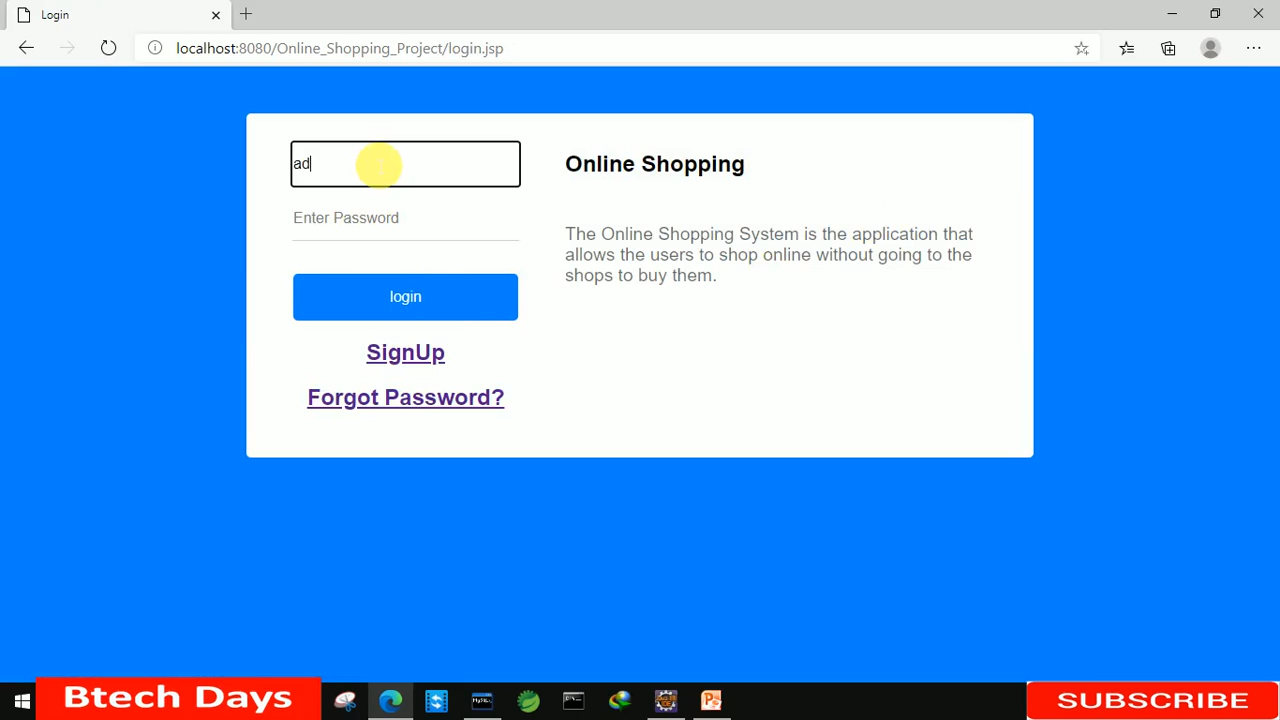 Login
localhost:8080/Online_Shopping_Project/login.jsp
ad
Enter Password
login
SignUp
Forgot Password?
Online Shopping
The Online Shopping System is the application that
allows the users to shop online without going to the
shops to buy them.
Btech Days
SUBSCRIBE